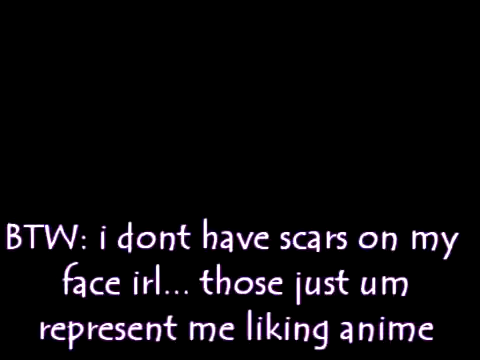 BTW: i dont have scars on my
face irl... those just um
represent me liking anime